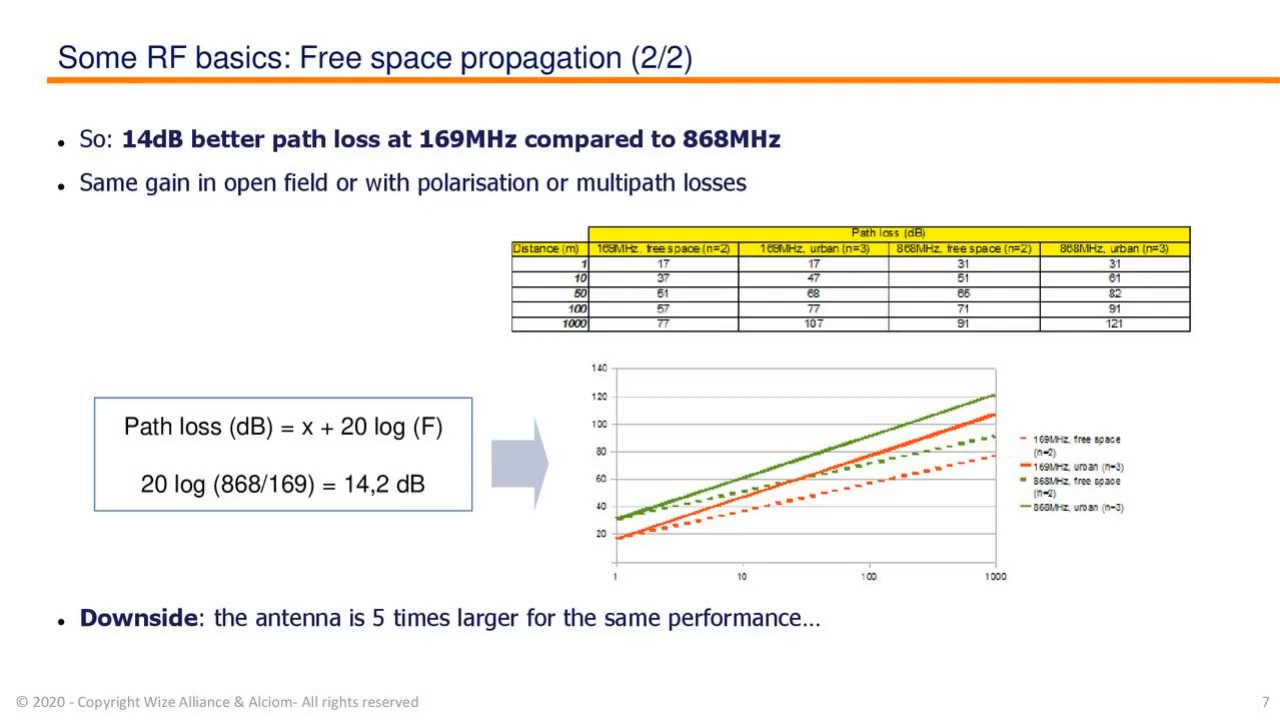 Some RF basics: Free space propagation (2/2)
• So: 14dB better path loss at 169MHz compared to 868MHz
• Same gain in open field or with polarisation or multipath losses
Path loss (dB)
Distance (m) 169MHz, free space (n=2) 169MHz, urban (n=3) 868MHz, free space (n=2) 868MHz, urban (n=3)
1 17 17 31 31
10 37 47 51 61
50 51 68 65 82
100 57 77 71 91
1000 77 107 91 121
Path loss (dB) = x + 20 log (F)
20 log (868/169) = 14,2 dB
140
120
100
80
60
40
20
1 10 100 1000
169MHz, free space
(n=2)
169MHz, urban (n=3)
868MHz, free space
(n=2)
868MHz, urban (n=3)
• Downside: the antenna is 5 times larger for the same performance...
© 2020 - Copyright Wize Alliance & Alciom- All rights reserved
7